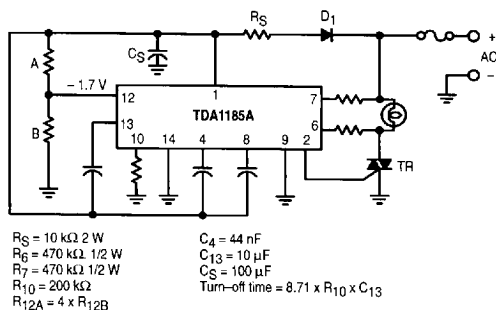 RS
D1
+
AC
−
A
CS
B
− 1.7 V
12
1
7
TDA1185A
13
6
10
14
4
8
9
2
TR
RS = 10 kΩ 2 W
R6 = 470 kΩ 1/2 W
R7 = 470 kΩ 1/2 W
R10 = 200 kΩ
R12A = 4 x R12B
C4 = 44 nF
C13 = 10 µF
CS = 100 µF
Turn–off time = 8.71 x R10 x C13